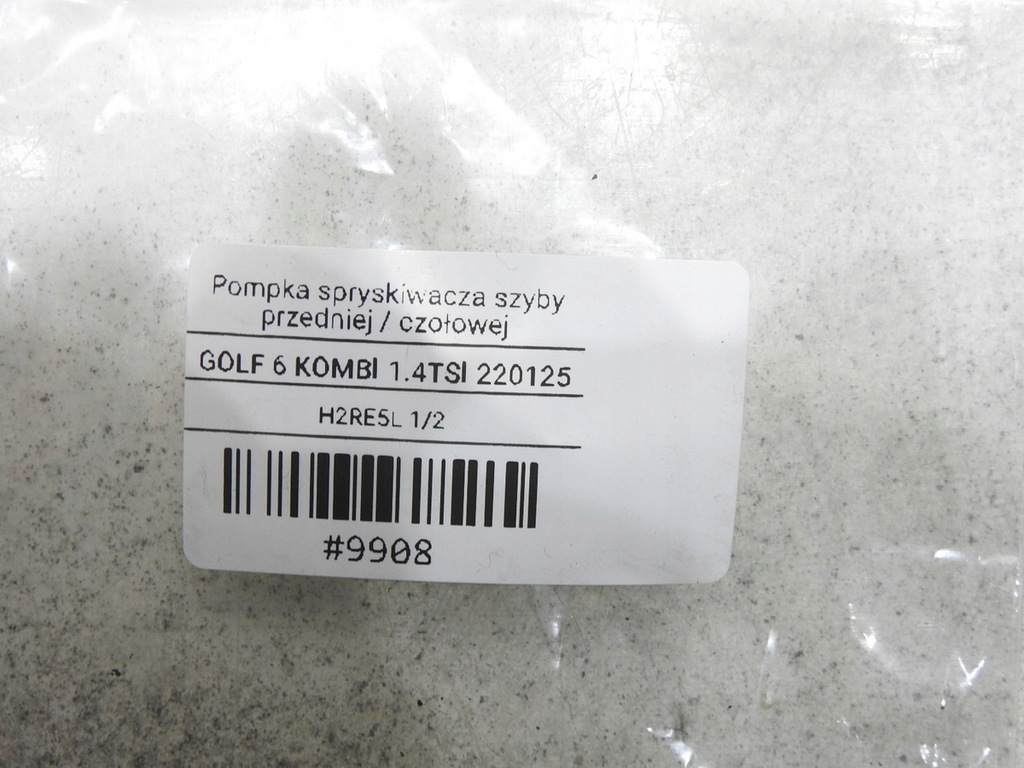 Pompka spryskiwacza szyby
przedniej / czołowej
GOLF 6 KOMBI 1.4TSI 220125
H2RE5L 1/2
#9908